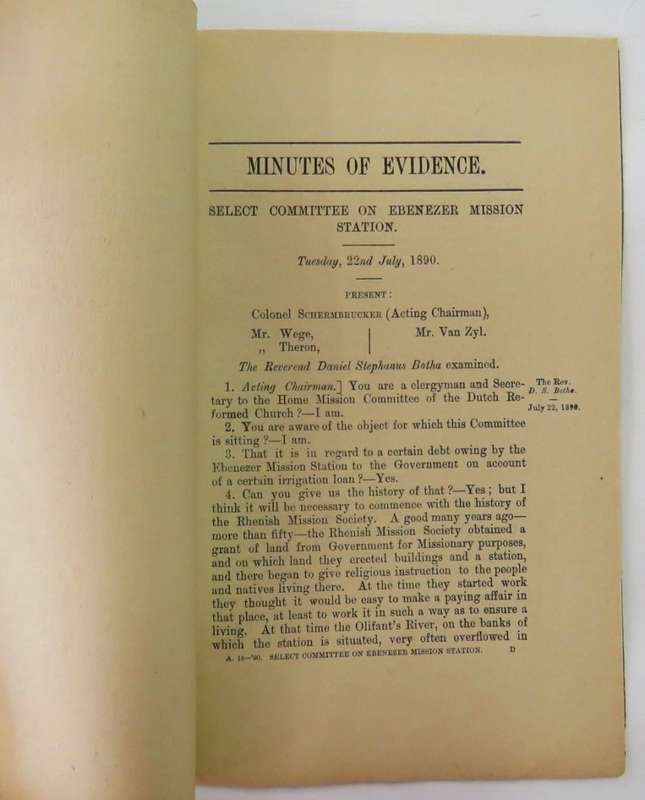 MINUTES OF EVIDENCE.
SELECT COMMITTEE ON EBENEZER MISSION
STATION.
Tuesday, 22nd July, 1890.
PRESENT:
Colonel SCHERMBRUCKER (Acting Chairman),
Mr. Wege, | Mr. Van Zyl.
„ Theron,
The Reverend Daniel Stephanus Botha examined.
1. Acting Chairman.] You are a clergyman and Secre-
tary to the Home Mission Committee of the Dutch Re-
formed Church?—I am.
The Rev.
D. S. Botha.
—
July 22, 1890.
2. You are aware of the object for which this Committee
is sitting?—I am.
3. That it is in regard to a certain debt owing by the
Ebenezer Mission Station to the Government on account
of a certain irrigation loan?—Yes.
4. Can you give us the history of that?—Yes; but I
think it will be necessary to commence with the history of
the Rhenish Mission Society. A good many years ago—
more than fifty—the Rhenish Mission Society obtained a
grant of land from Government for Missionary purposes,
and on which land they erected buildings and a station,
and there began to give religious instruction to the people
and natives living there. At the time they started work
they thought it would be easy to make a paying affair in
that place, at least to work it in such a way as to ensure a
living. At that time the Olifant's River, on the banks of
which the station is situated, very often overflowed in
A. 18—'90. SELECT COMMITTEE ON EBENEZER MISSION STATION. D